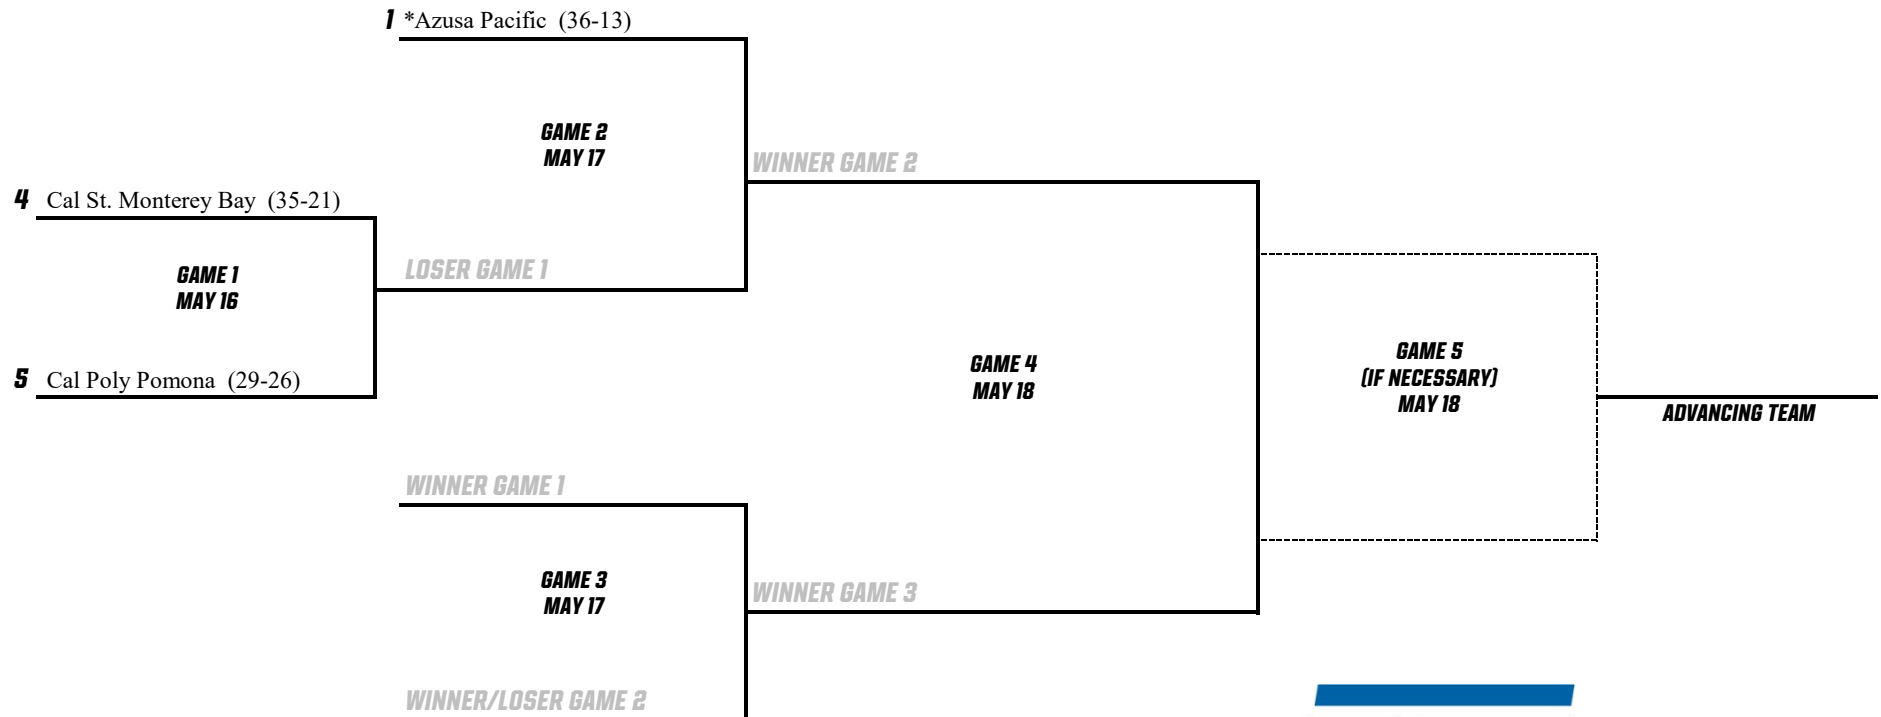 1 *Azusa Pacific (36-13)
GAME 2
MAY 17
WINNER GAME 2
4 Cal St. Monterey Bay (35-21)
GAME 1
MAY 16
LOSER GAME 1
5 Cal Poly Pomona (29-26)
GAME 4
MAY 18
GAME 5
(IF NECESSARY)
MAY 18
ADVANCING TEAM
WINNER GAME 1
GAME 3
MAY 17
WINNER GAME 3
WINNER/LOSER GAME 2